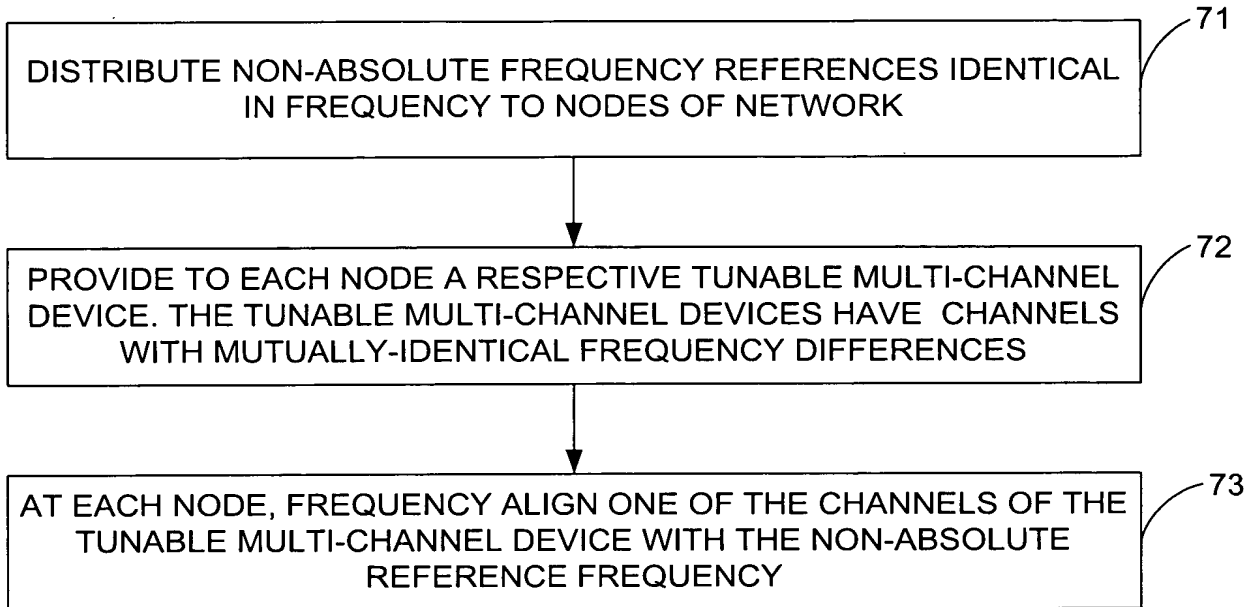 71
DISTRIBUTE NON-ABSOLUTE FREQUENCY REFERENCES IDENTICAL
IN FREQUENCY TO NODES OF NETWORK
72
PROVIDE TO EACH NODE A RESPECTIVE TUNABLE MULTI-CHANNEL
DEVICE. THE TUNABLE MULTI-CHANNEL DEVICES HAVE CHANNELS
WITH MUTUALLY-IDENTICAL FREQUENCY DIFFERENCES
73
AT EACH NODE, FREQUENCY ALIGN ONE OF THE CHANNELS OF THE
TUNABLE MULTI-CHANNEL DEVICE WITH THE NON-ABSOLUTE
REFERENCE FREQUENCY